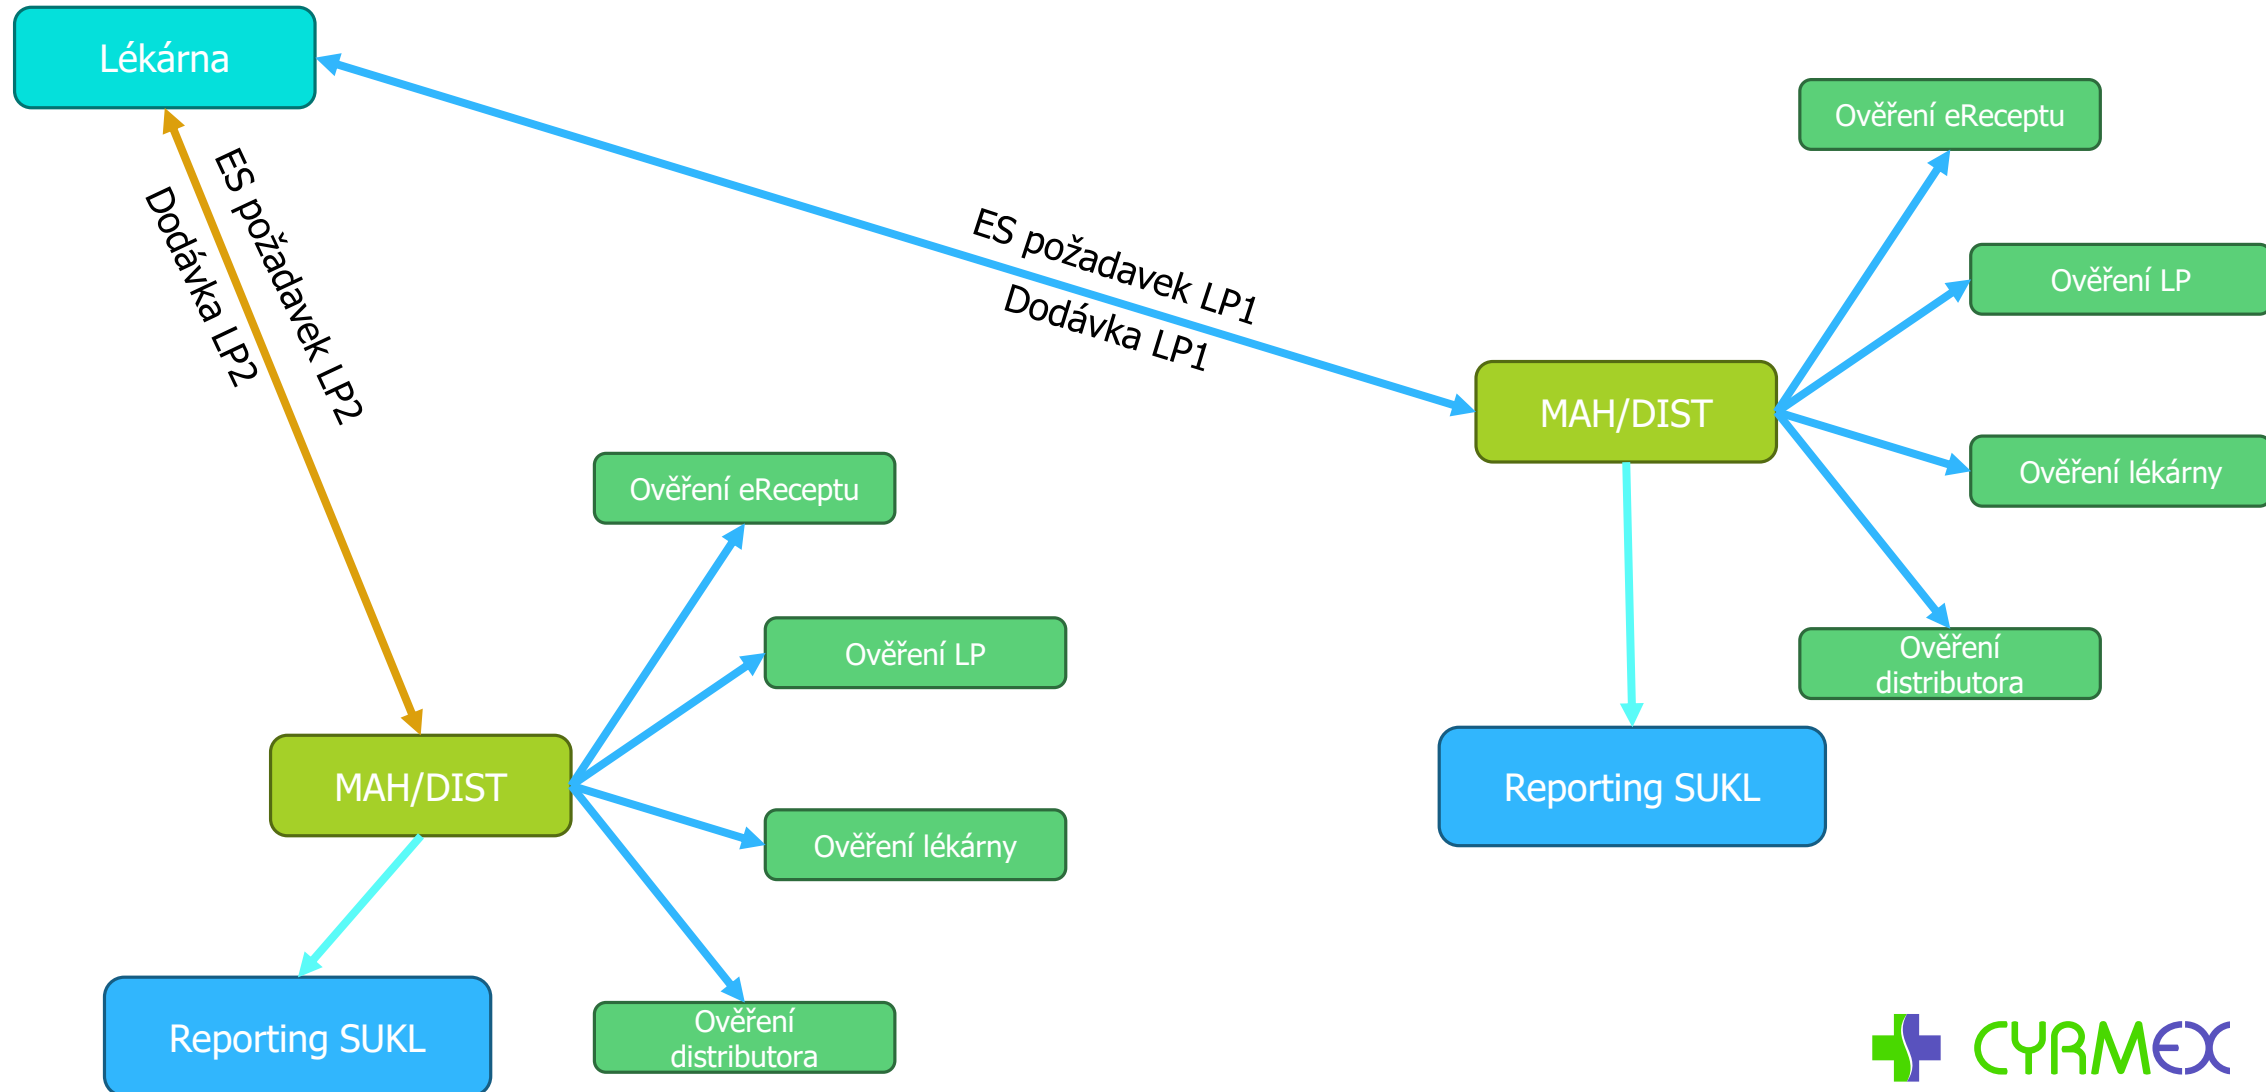 Lékárna
Ověření eReceptu
ES požadavek LP2
Dodávka LP2
ES požadavek LP1
Dodávka LP1
Ověření LP
MAH/DIST
Ověření lékárny
Ověření eReceptu
Ověření
distributora
Ověření LP
MAH/DIST
Reporting SUKL
Ověření lékárny
Reporting SUKL
Ověření
distributora
CYRMEX